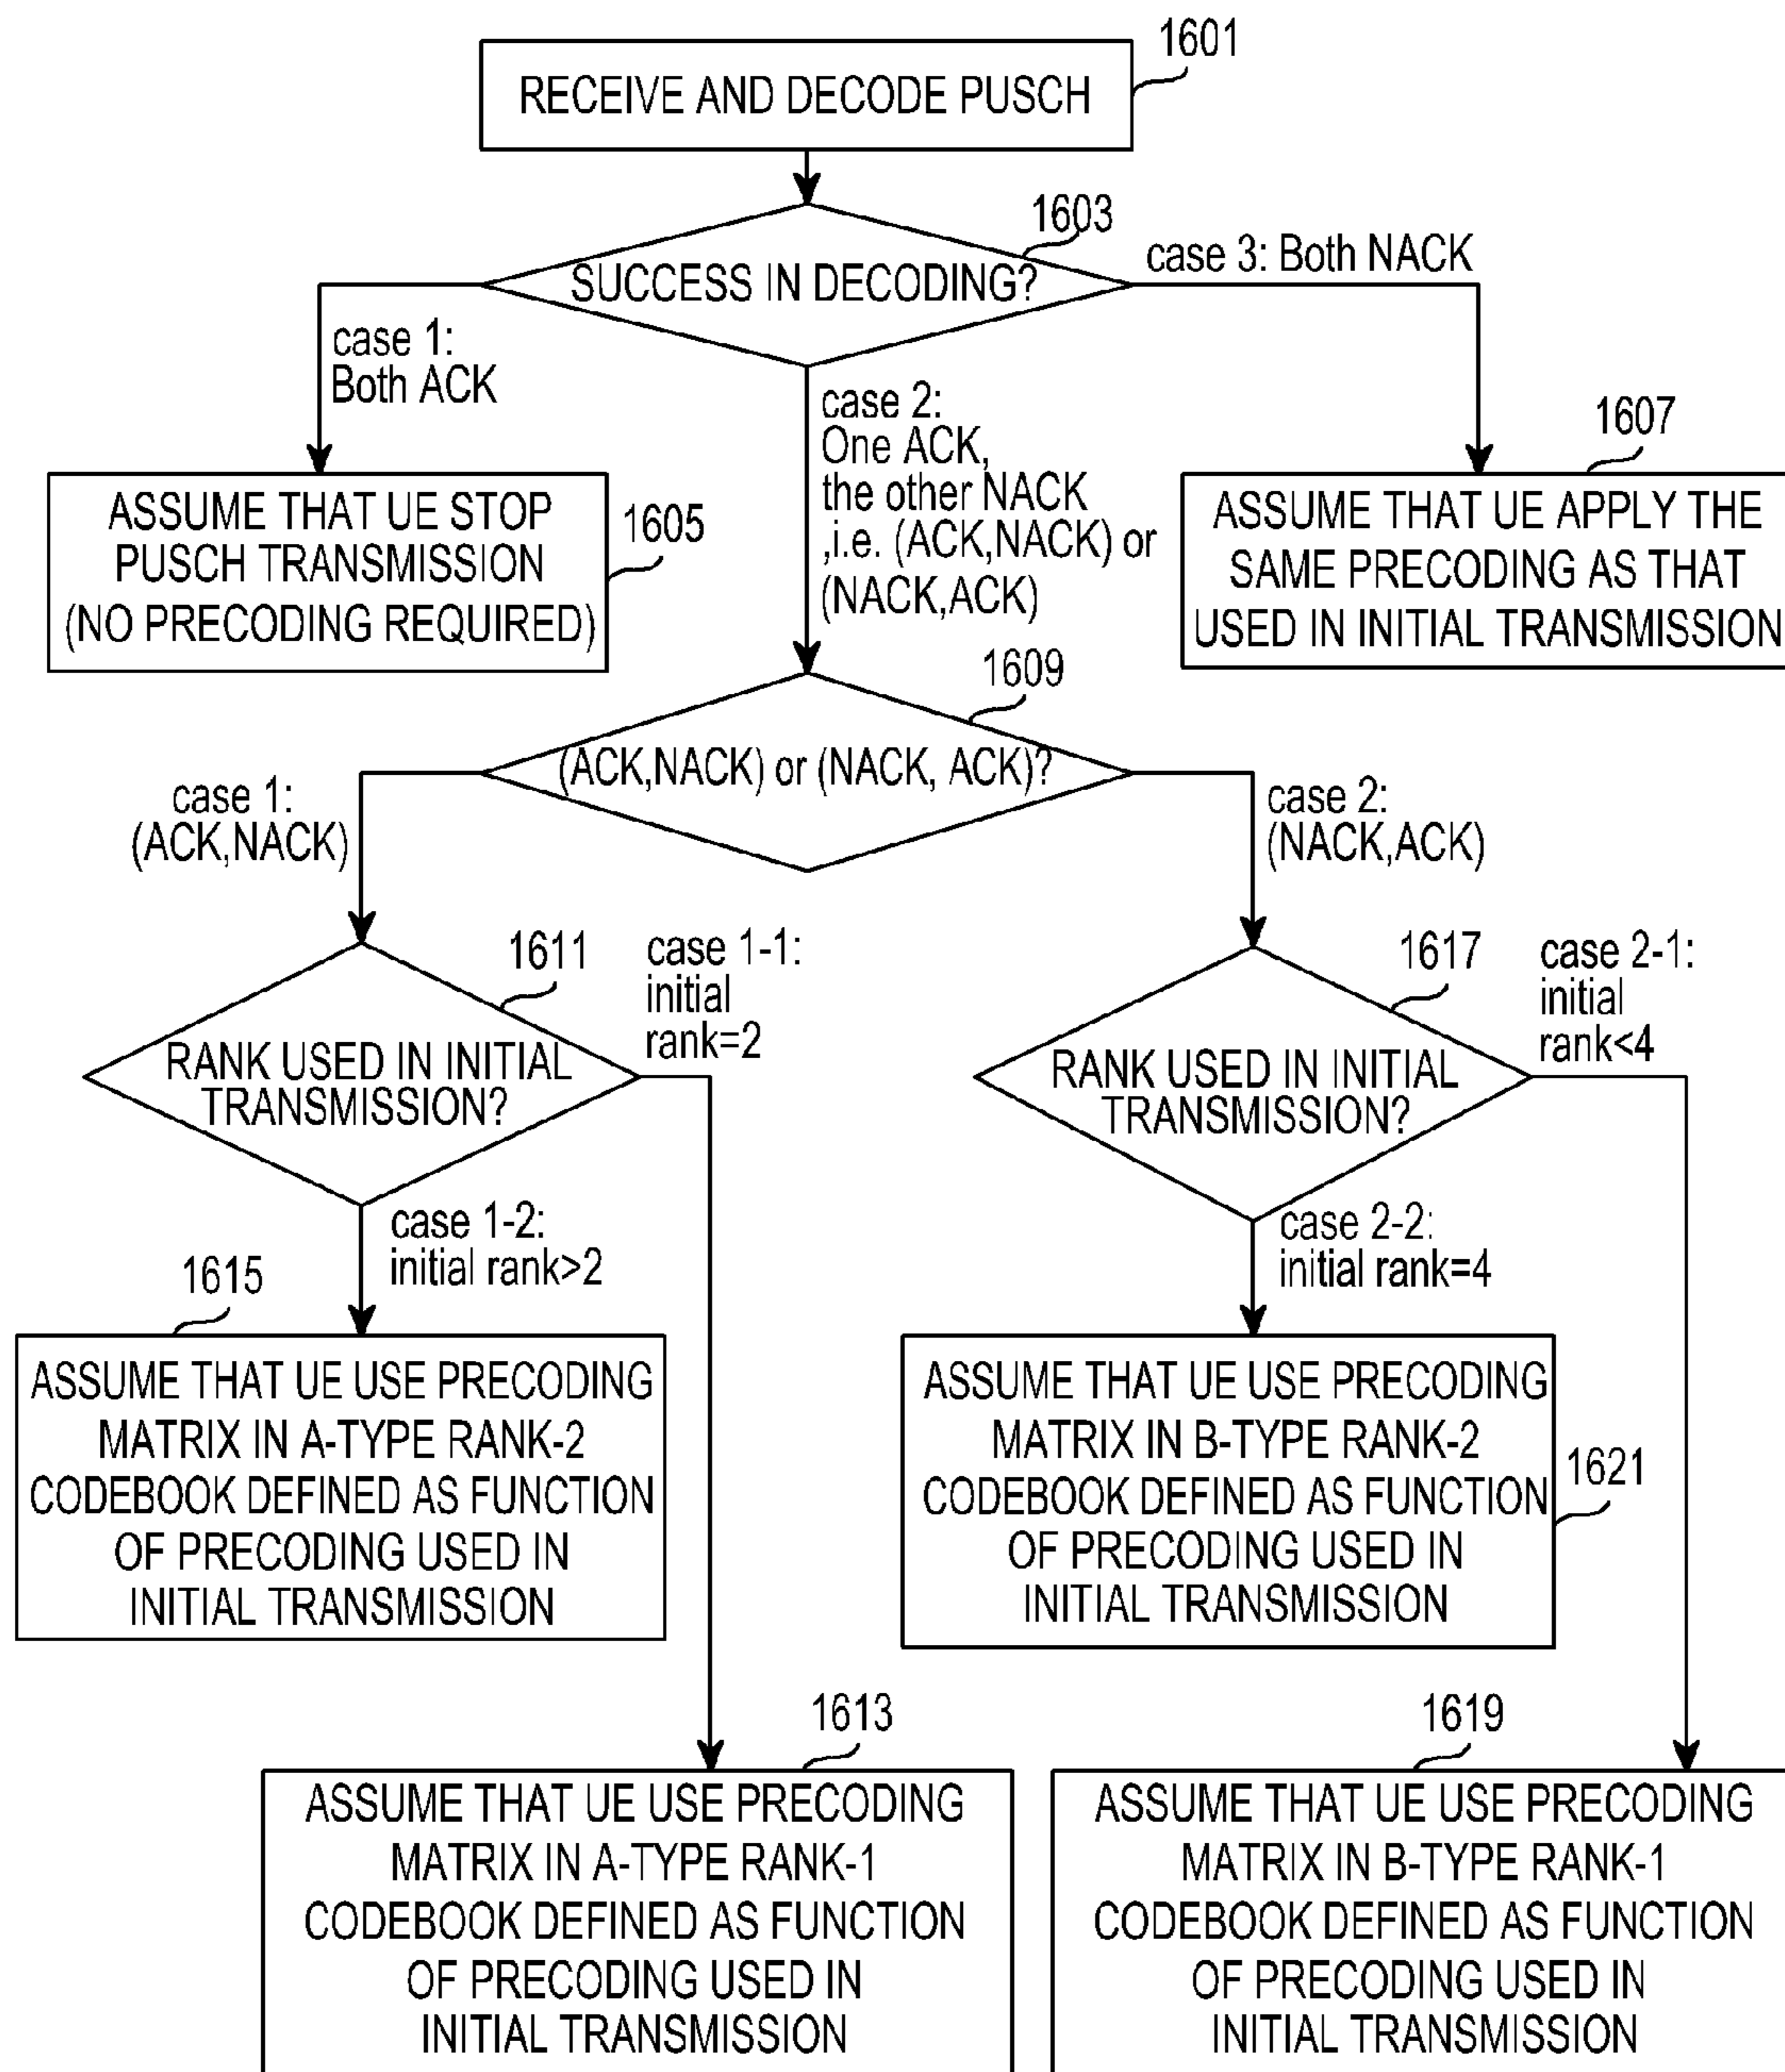 1601
RECEIVE AND DECODE PUSCH
1603
SUCCESS IN DECODING?
case 3: Both NACK
case 1:
Both ACK
case 2:
One ACK,
the other NACK
,i.e. (ACK,NACK) or
(NACK,ACK)
1607
ASSUME THAT UE STOP
PUSCH TRANSMISSION
(NO PRECODING REQUIRED)
1605
ASSUME THAT UE APPLY THE
SAME PRECODING AS THAT
USED IN INITIAL TRANSMISSION
1609
(ACK,NACK) or (NACK, ACK)?
case 1:
(ACK,NACK)
case 2:
(NACK,ACK)
1611
case 1-1:
initial
rank=2
RANK USED IN INITIAL
TRANSMISSION?
1617
case 2-1:
initial
rank<4
RANK USED IN INITIAL
TRANSMISSION?
case 1-2:
initial rank>2
case 2-2:
initial rank=4
1615
ASSUME THAT UE USE PRECODING
MATRIX IN A-TYPE RANK-2
CODEBOOK DEFINED AS FUNCTION
OF PRECODING USED IN
INITIAL TRANSMISSION
ASSUME THAT UE USE PRECODING
MATRIX IN B-TYPE RANK-2
CODEBOOK DEFINED AS FUNCTION
OF PRECODING USED IN
INITIAL TRANSMISSION
1621
1613
ASSUME THAT UE USE PRECODING
MATRIX IN A-TYPE RANK-1
CODEBOOK DEFINED AS FUNCTION
OF PRECODING USED IN
INITIAL TRANSMISSION
1619
ASSUME THAT UE USE PRECODING
MATRIX IN B-TYPE RANK-1
CODEBOOK DEFINED AS FUNCTION
OF PRECODING USED IN
INITIAL TRANSMISSION